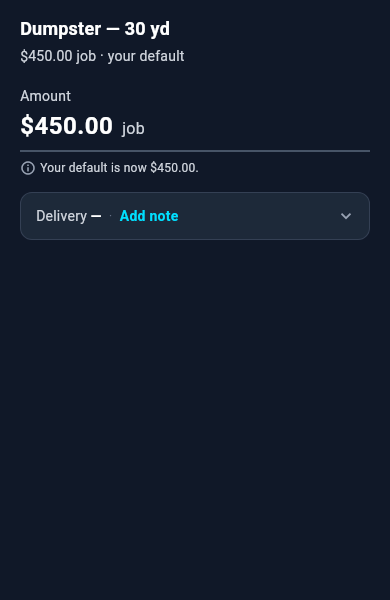 Dumpster — 30 yd
$450.00 job · your default
Amount
$450.00 job
Your default is now $450.00.
Delivery — · Add note